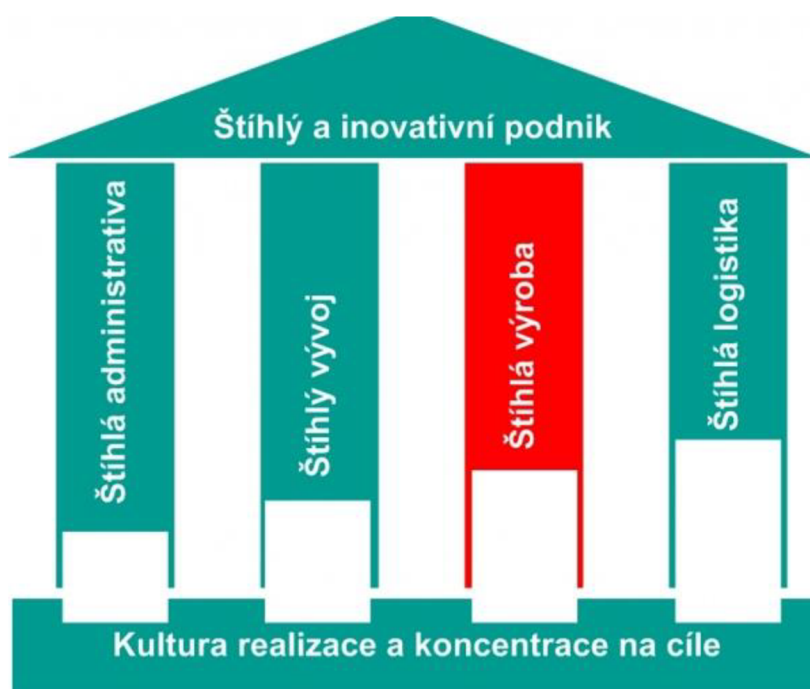 Štíhlý a inovativní podnik
Štíhlá administrativa
Štíhlý vývoj
Štíhlá výroba
Štíhlá logistika
Kultura realizace a koncentrace na cíle